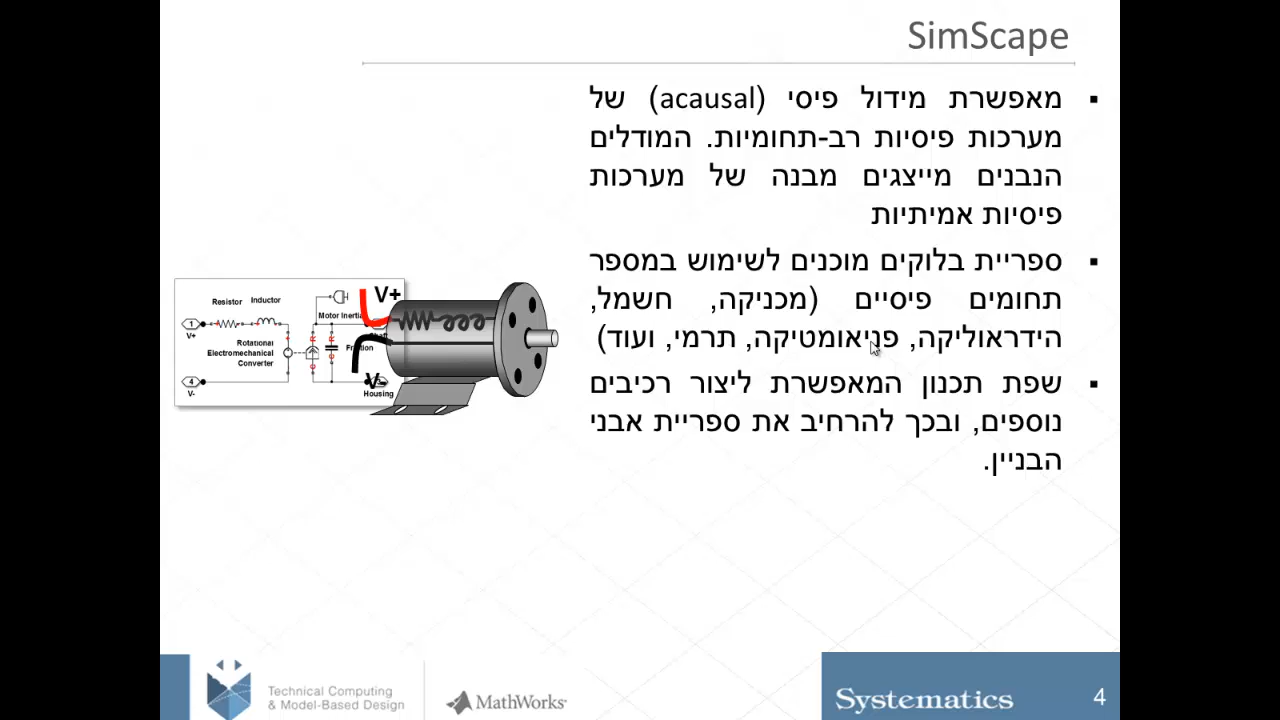 SimScape
▪ מאפשרת מידול פיסי (acausal) של
מערכות פיסיות רב-תחומיות. המודלים
הנבנים מייצגים מבנה של מערכות
פיסיות אמיתיות
▪ ספריית בלוקים מוכנים לשימוש במספר
תחומים פיסיים (מכניקה, חשמל,
הידראוליקה, פניאומטיקה, תרמי, ועוד)
▪ שפת תכנון המאפשרת ליצור רכיבים
נוספים, ובכך להרחיב את ספריית אבני
הבניין.
V+
Resistor Inductor
Motor Inertia
1
V+
Rotational
Electromechanical
Converter
V-
4
V-
Housing
Technical Computing
& Model-Based Design
MathWorks
Systematics
4